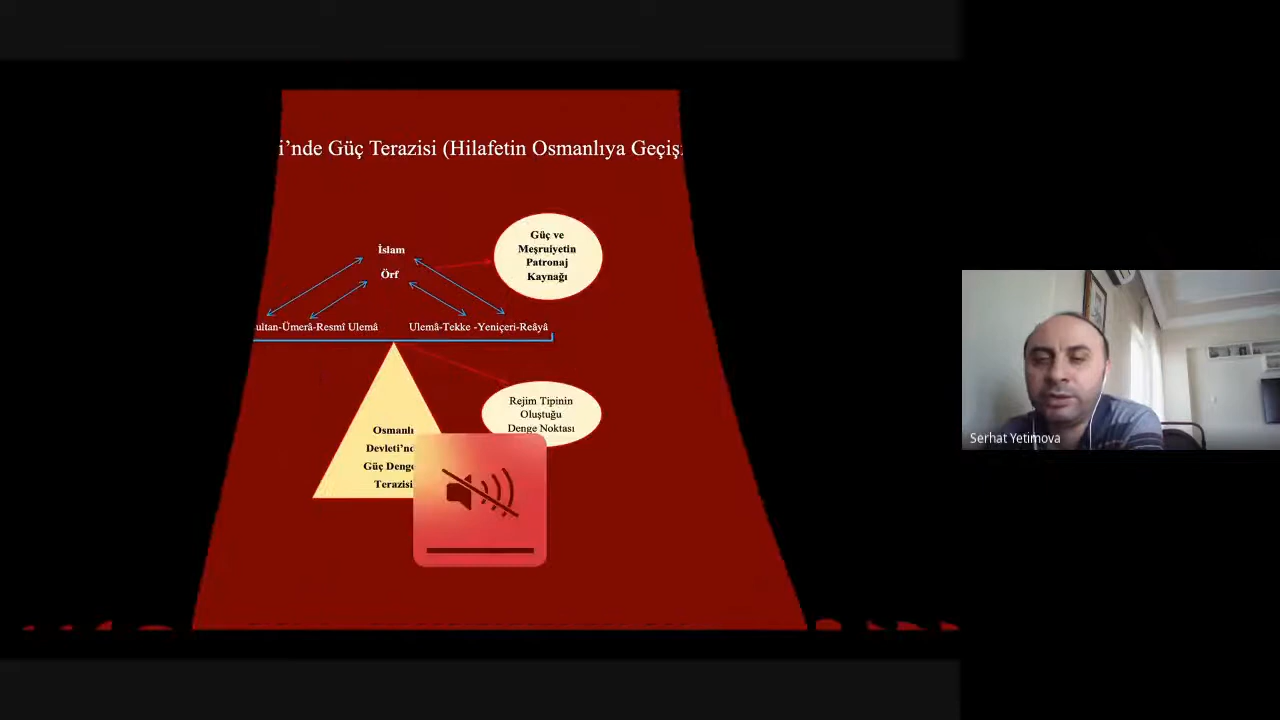 i’nde Güç Terazisi (Hilafetin Osmanlıya Geçiş
Güç ve
Meşruiyetin
Patronaj
Kaynağı
İslam
Örf
ultan-Ümerâ-Resmî Ulemâ
Ulemâ-Tekke -Yeniçeri-Reâyâ
Rejim Tipinin
Oluştuğu
Denge Noktası
Osmanlı
Devleti’nd
Güç Denge
Terazisi
Serhat Yetimova